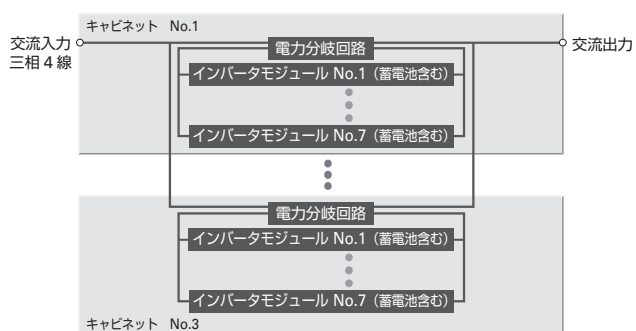 キャビネット No.1
交流入力
三相 4 線
交流出力
電力分岐回路
インバータモジュール No.1（蓄電池含む）
インバータモジュール No.7（蓄電池含む）
電力分岐回路
インバータモジュール No.1（蓄電池含む）
インバータモジュール No.7（蓄電池含む）
キャビネット No.3